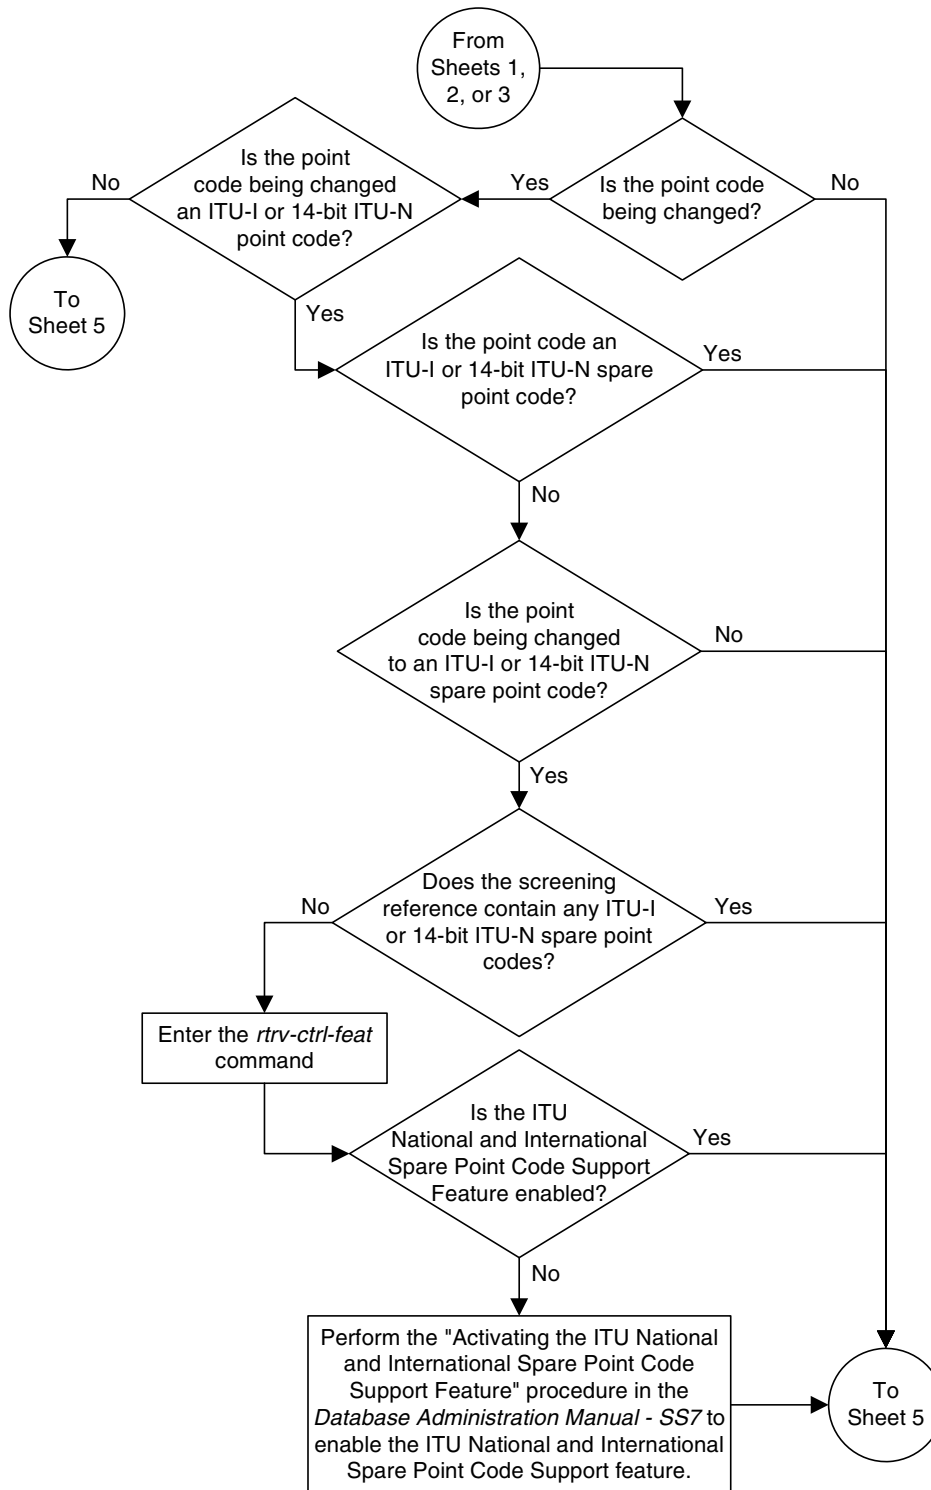 From
Sheets 1,
2, or 3
Is the point code
being changed?
Yes
No
Is the point
code being changed
an ITU-I or 14-bit ITU-N
point code?
No
Yes
To
Sheet 5
Is the point code an
ITU-I or 14-bit ITU-N spare
point code?
Yes
No
Is the point
code being changed
to an ITU-I or 14-bit ITU-N
spare point code?
No
Yes
Does the screening
reference contain any ITU-I
or 14-bit ITU-N spare point
codes?
No
Yes
Enter the rtrv-ctrl-feat
command
Is the ITU
National and International
Spare Point Code Support
Feature enabled?
Yes
No
Perform the "Activating the ITU National
and International Spare Point Code
Support Feature" procedure in the
Database Administration Manual - SS7 to
enable the ITU National and International
Spare Point Code Support feature.
To
Sheet 5